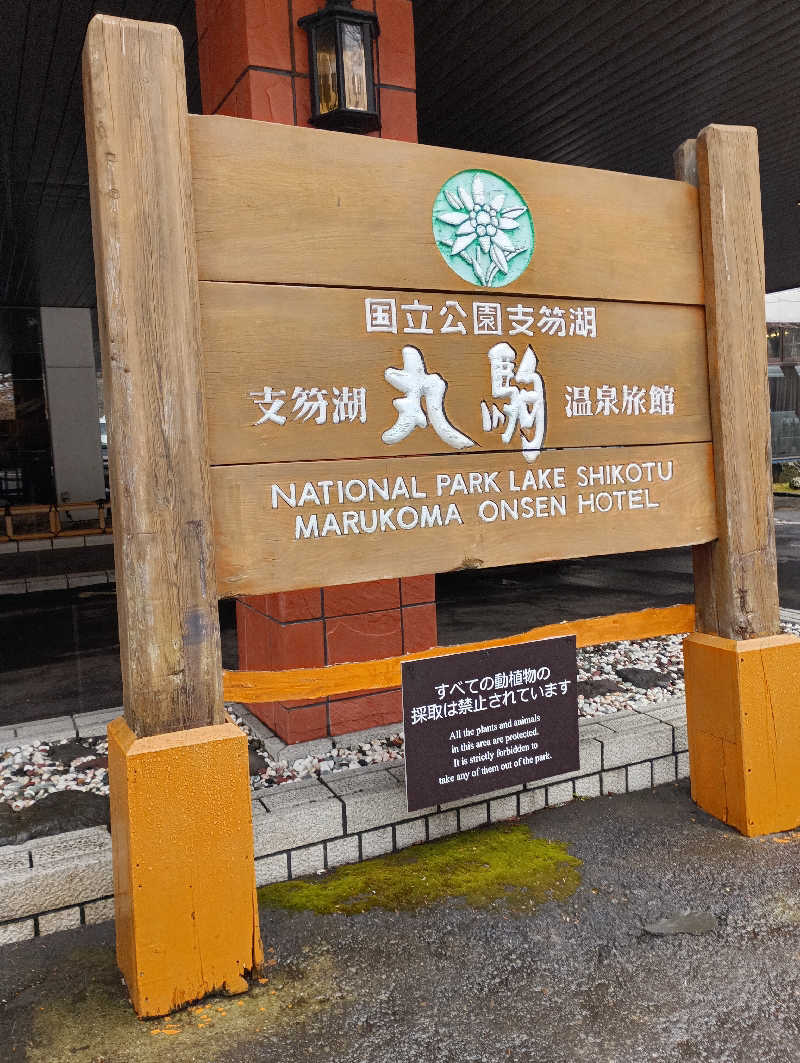 国立公園支笏湖
支笏湖 丸駒 温泉旅館
NATIONAL PARK LAKE SHIKOTU
MARUKOMA ONSEN HOTEL
すべての動植物の
採取は禁止されています
All the plants and animals
in this area are protected.
It is strictly forbidden to
take any of them out of the park.